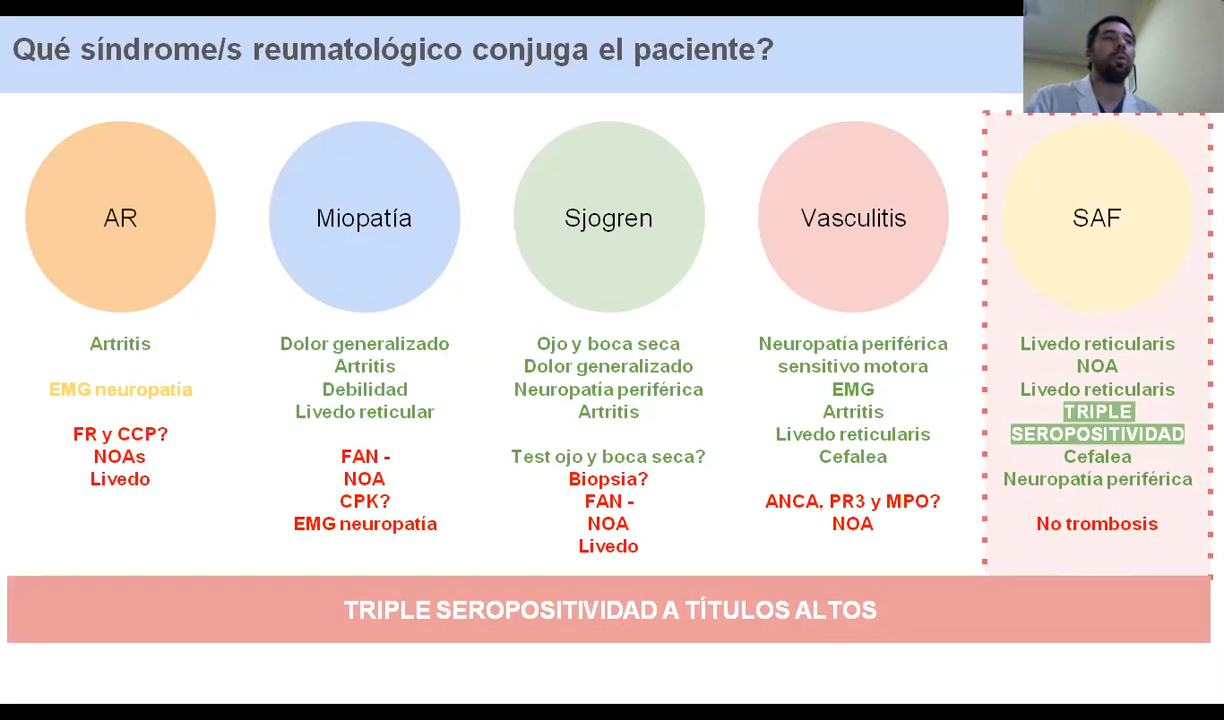 Qué síndrome/s reumatológico conjuga el paciente?
AR
Artritis
EMG neuropatía
FR y CCP?
NOAs
Livedo
Miopatía
Dolor generalizado
Artritis
Debilidad
Livedo reticular
FAN -
NOA
CPK?
EMG neuropatía
Sjogren
Ojo y boca seca
Dolor generalizado
Neuropatía periférica
Artritis
Test ojo y boca seca?
Biopsia?
FAN -
NOA
Livedo
Vasculitis
Neuropatía periférica
sensitivo motora
EMG
Artritis
Livedo reticularis
Cefalea
ANCA, PR3 y MPO?
NOA
SAF
Livedo reticularis
NOA
Livedo reticularis
TRIPLE
SEROPOSITIVIDAD
Cefalea
Neuropatía periférica
No trombosis
TRIPLE SEROPOSITIVIDAD A TÍTULOS ALTOS